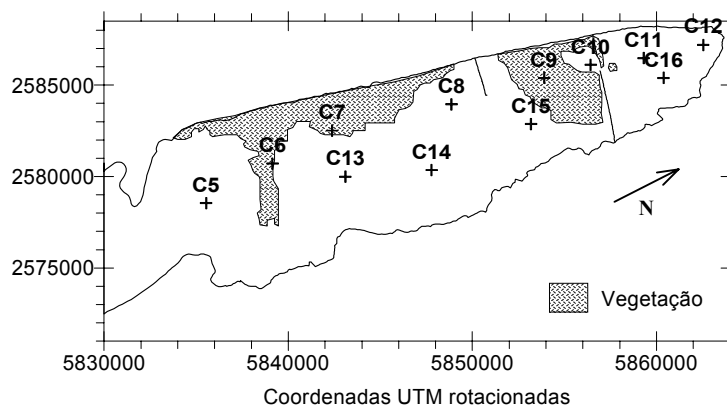 C12
C11
C10
C16
C9
2585000
C8
C15
C7
C6
C13
C14
2580000
C5
N
2575000
Vegetação
5830000 5840000 5850000 5860000
Coordenadas UTM rotacionadas